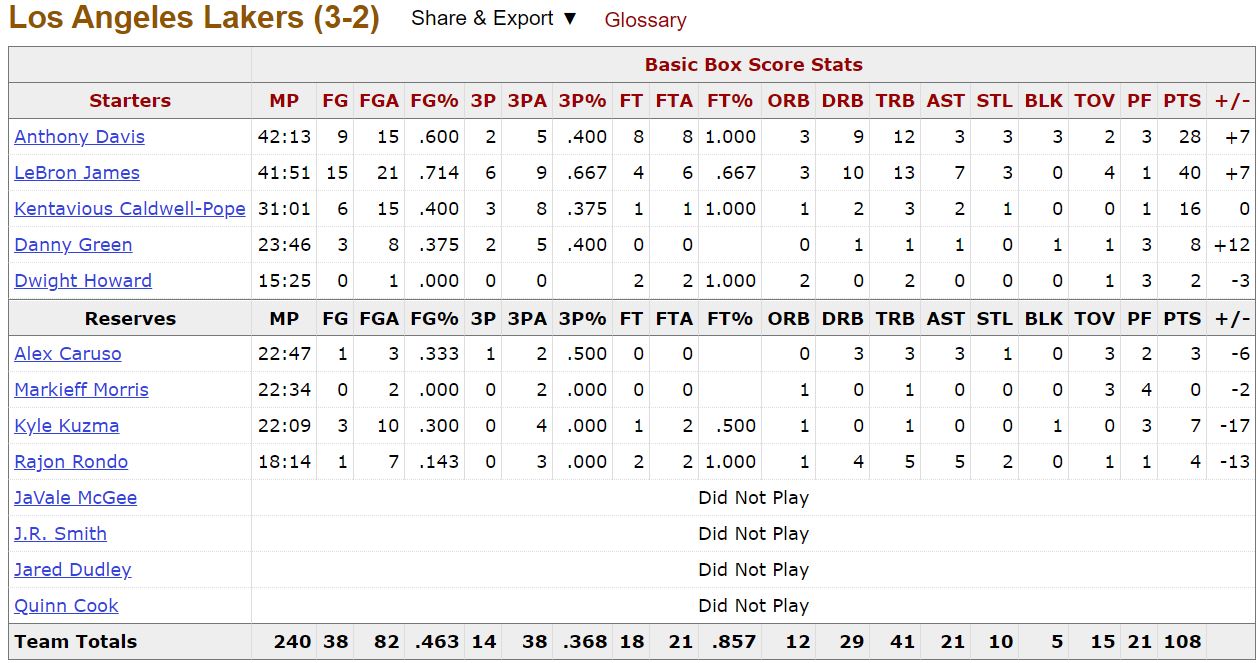 Los Angeles Lakers (3-2) Share & Export ▼ Glossary
Basic Box Score Stats
Starters MP FG FGA FG% 3P 3PA 3P% FT FTA FT% ORB DRB TRB AST STL BLK TOV PF PTS +/-
Anthony Davis 42:13 9 15 .600 2 5 .400 8 8 1.000 3 9 12 3 3 3 2 3 28 +7
LeBron James 41:51 15 21 .714 6 9 .667 4 6 .667 3 10 13 7 3 0 4 1 40 +7
Kentavious Caldwell-Pope 31:01 6 15 .400 3 8 .375 1 1 1.000 1 2 3 2 1 0 0 1 16 0
Danny Green 23:46 3 8 .375 2 5 .400 0 0 0 1 1 1 0 1 1 3 8 +12
Dwight Howard 15:25 0 1 .000 0 0 2 2 1.000 2 0 2 0 0 0 1 3 2 -3
Reserves MP FG FGA FG% 3P 3PA 3P% FT FTA FT% ORB DRB TRB AST STL BLK TOV PF PTS +/-
Alex Caruso 22:47 1 3 .333 1 2 .500 0 0 0 3 3 3 1 0 3 2 3 -6
Markieff Morris 22:34 0 2 .000 0 2 .000 0 0 1 0 1 0 0 0 3 4 0 -2
Kyle Kuzma 22:09 3 10 .300 0 4 .000 1 2 .500 1 0 1 0 0 1 0 3 7 -17
Rajon Rondo 18:14 1 7 .143 0 3 .000 2 2 1.000 1 4 5 5 2 0 1 1 4 -13
JaVale McGee Did Not Play
J.R. Smith Did Not Play
Jared Dudley Did Not Play
Quinn Cook Did Not Play
Team Totals 240 38 82 .463 14 38 .368 18 21 .857 12 29 41 21 10 5 15 21 108